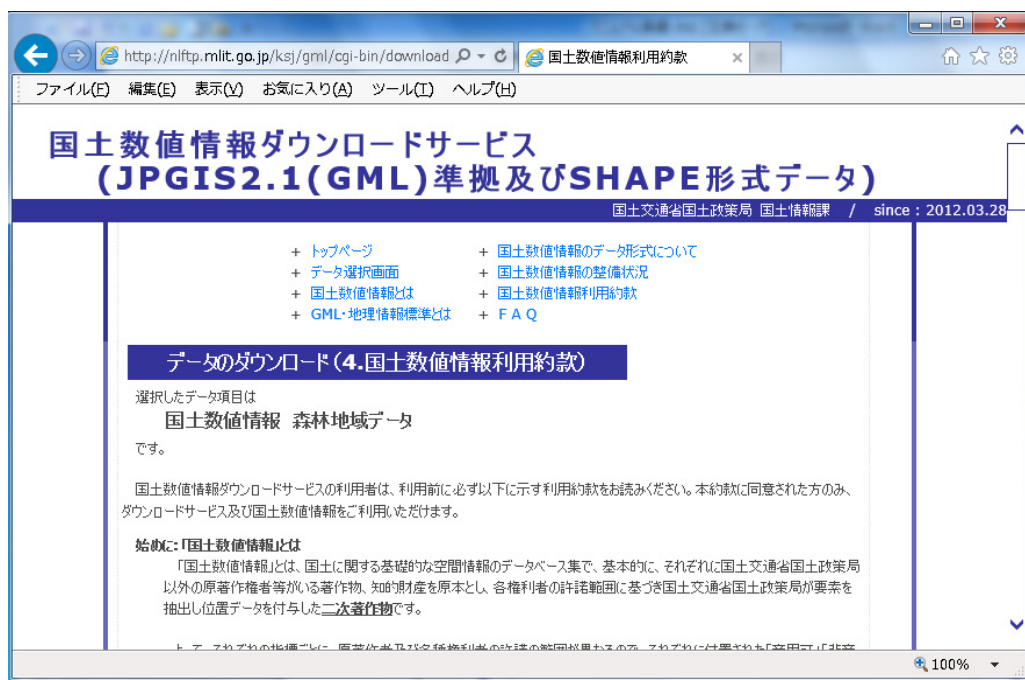 http://nlftp.mlit.go.jp/ksj/gml/cgi-bin/download
国土数値情報利用約款
ファイル(F) 編集(E) 表示(V) お気に入り(A) ツール(T) ヘルプ(H)
国土数値情報ダウンロードサービス
(JPGIS2.1(GML)準拠及びSHAPE形式データ)
国土交通省国土政策局 国土情報課 / since : 2012.03.28
+ トップページ + 国土数値情報のデータ形式について
+ データ選択画面 + 国土数値情報の整備状況
+ 国土数値情報とは + 国土数値情報利用約款
+ GML・地理情報標準とは + F A Q
データのダウンロード(4.国土数値情報利用約款)
選択したデータ項目は
国土数値情報 森林地域データ
です。
国土数値情報ダウンロードサービスの利用者は、利用前に必ず以下に示す利用約款をお読みください。本約款に同意された方のみ、
ダウンロードサービス及び国土数値情報をご利用いただけます。
始めに:「国土数値情報」とは
「国土数値情報」とは、国土に関する基礎的な空間情報のデータベース集で、基本的に、それぞれに国土交通省国土政策局
以外の原著作権者等がいる著作物、知的財産を原本とし、各権利者の許諾範囲に基づき国土交通省国土政策局が要素を
抽出し位置データを付与した二次著作物です。
100%